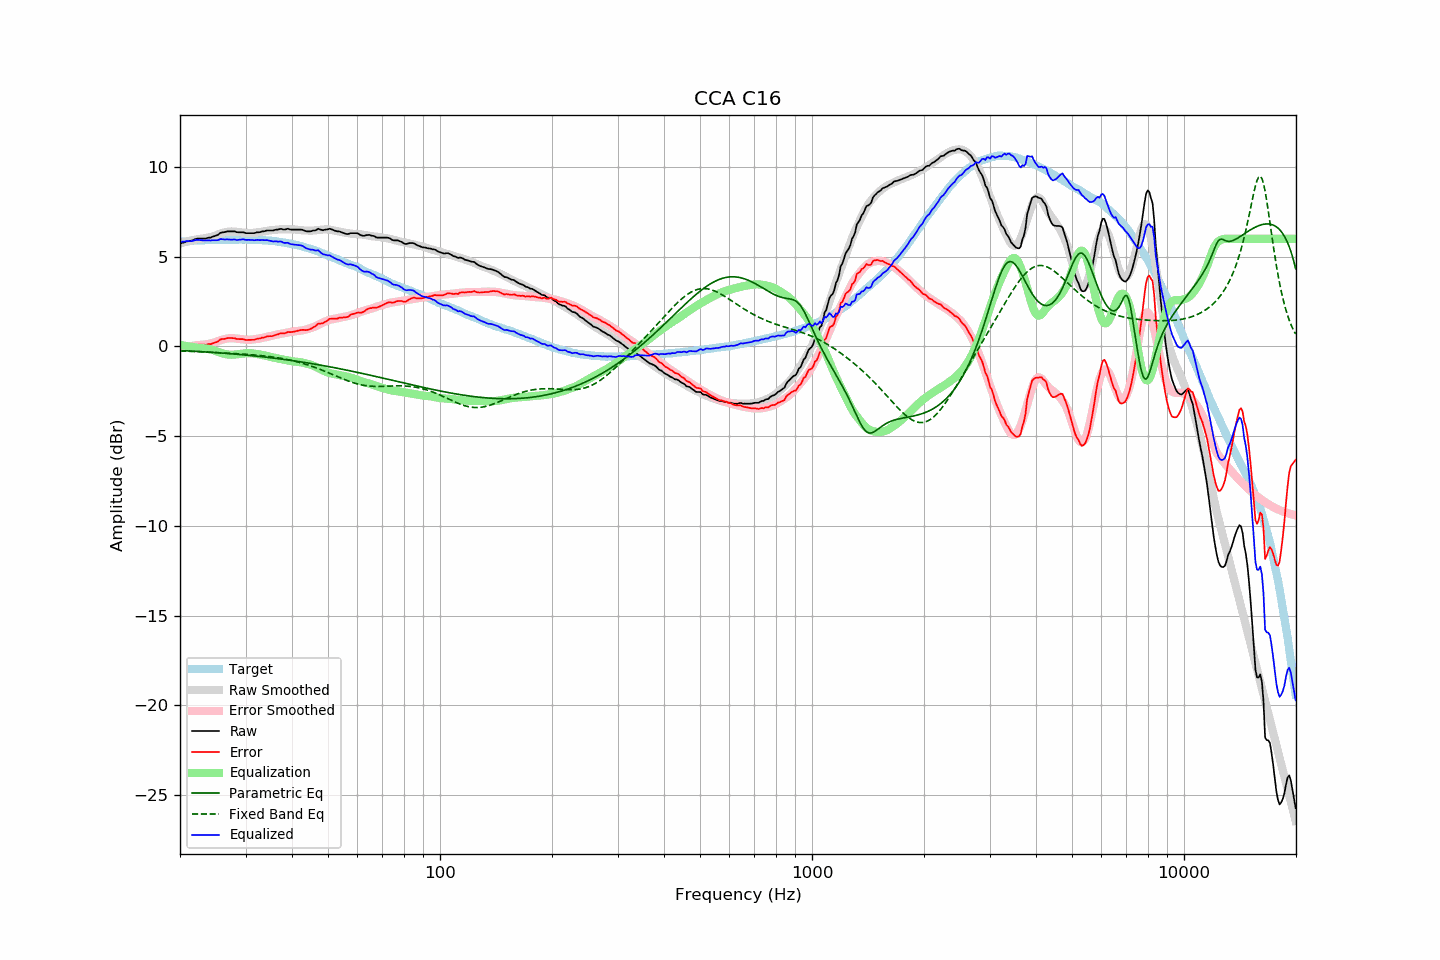 CCA C16
10
5
0
−5
−10
−15
−20
−25
Amplitude (dBr)
Target
Raw Smoothed
Error Smoothed
Raw
Error
Equalization
Parametric Eq
Fixed Band Eq
Equalized
100
1000
10000
Frequency (Hz)